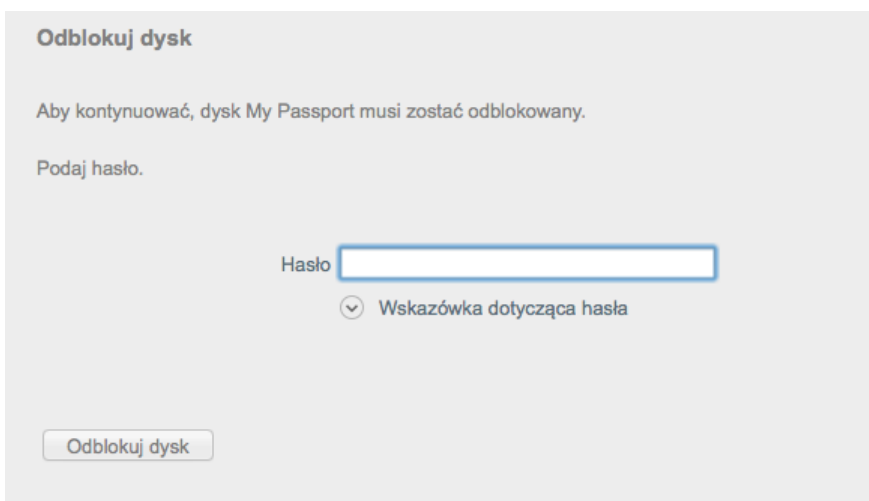 Odblokuj dysk
Aby kontynuować, dysk My Passport musi zostać odblokowany.
Podaj hasło.
Hasło
Wskazówka dotycząca hasła
Odblokuj dysk